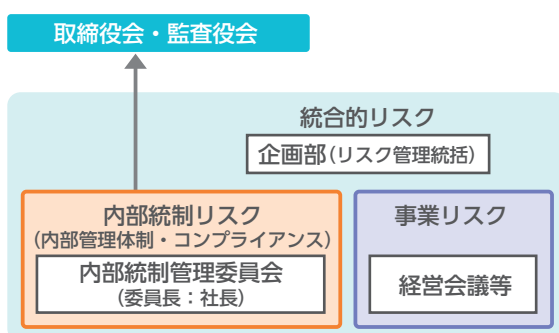 取締役会・監査役会
統合的リスク
企画部（リスク管理統括）
内部統制リスク
（内部管理体制・コンプライアンス）
内部統制管理委員会
（委員長：社長）
事業リスク
経営会議等